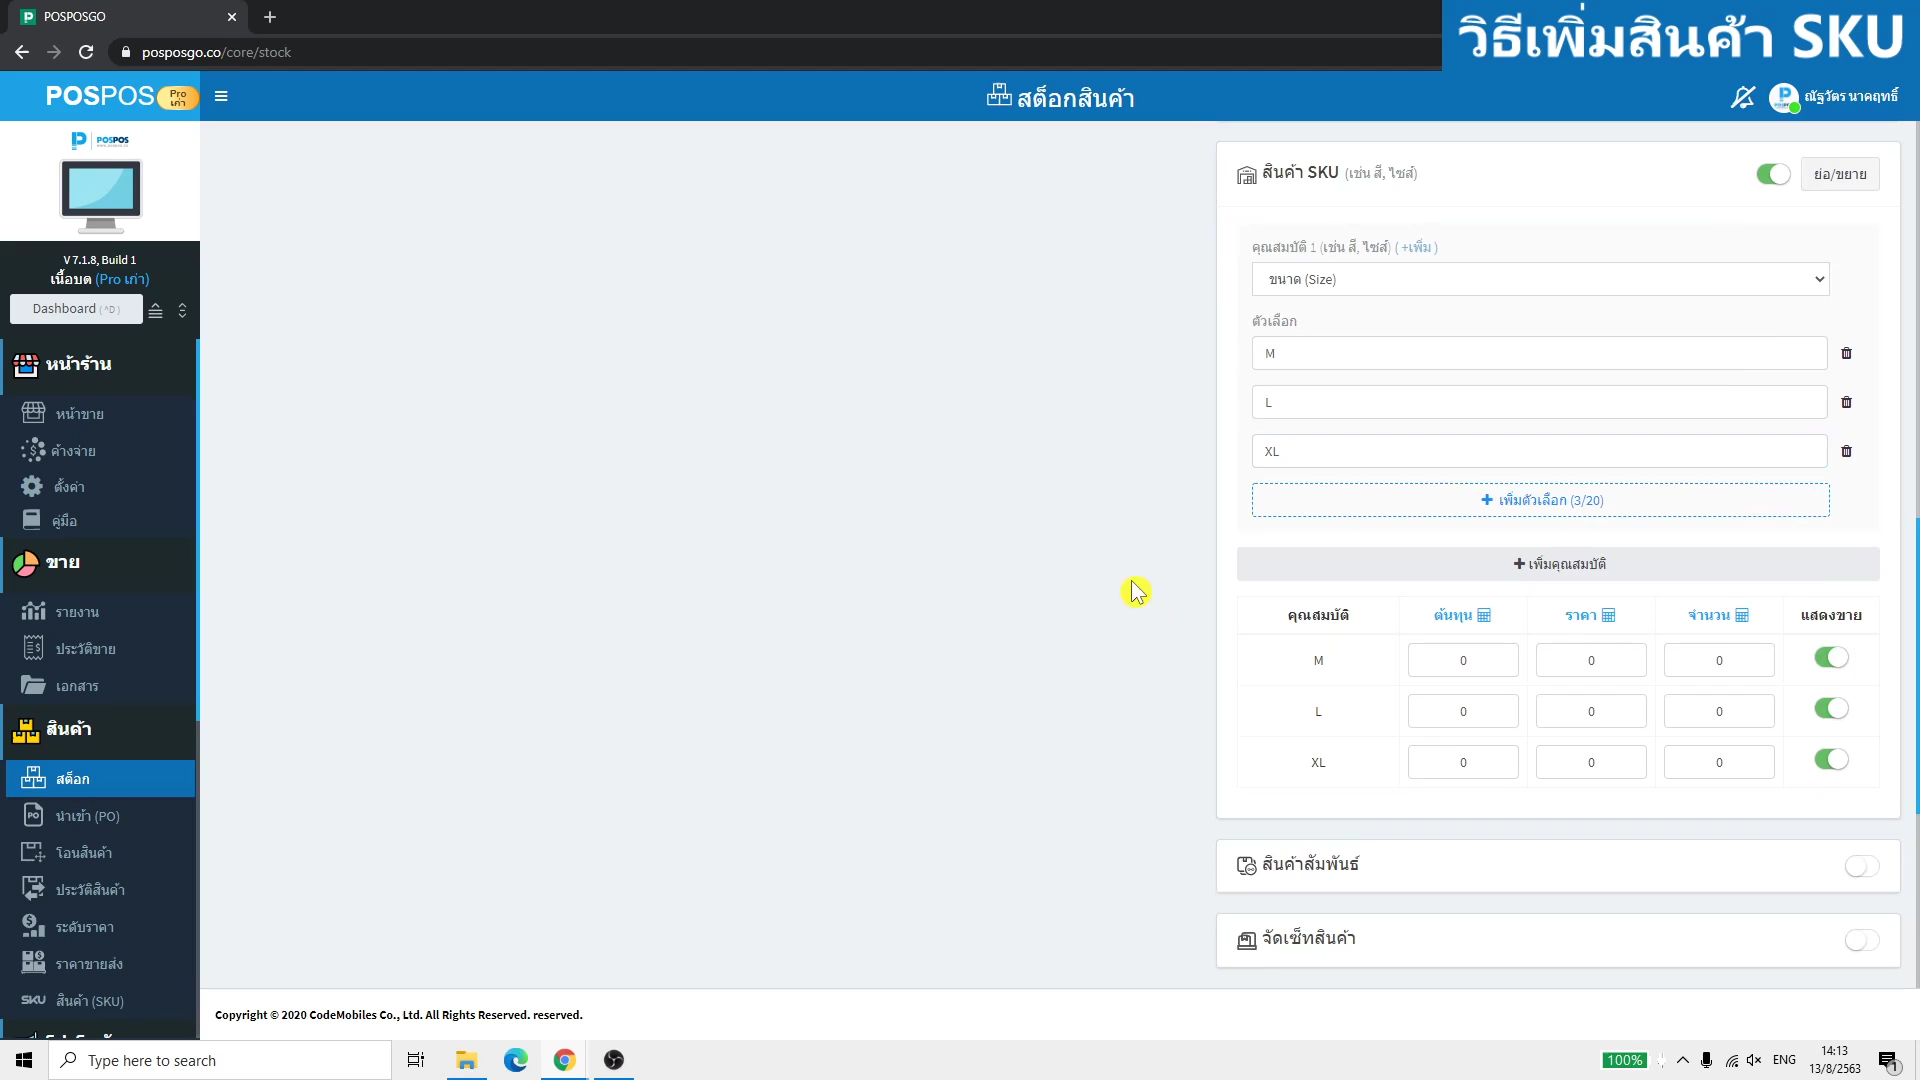 POSPOSGO
วิธีเพิ่มสินค้า SKU
posposgo.co/core/stock
POSPOS Pro เก่า
สต็อกสินค้า
ณัฐวัตร นาคฤทธิ์
POSPOS
V 7.1.8, Build 1
เนื้อบด (Pro เก่า)
Dashboard (^D)
หน้าร้าน
หน้าขาย
ค้างจ่าย
ตั้งค่า
คู่มือ
ขาย
รายงาน
ประวัติขาย
เอกสาร
สินค้า
สต็อก
นำเข้า (PO)
โอนสินค้า
ประวัติสินค้า
ระดับราคา
ราคาขายส่ง
SKU สินค้า (SKU)
สินค้า SKU (เช่น สี, ไซส์)
ย่อ/ขยาย
คุณสมบัติ 1 (เช่น สี, ไซส์) ( +เพิ่ม )
ขนาด (Size)
ตัวเลือก
M
L
XL
+ เพิ่มตัวเลือก (3/20)
+ เพิ่มคุณสมบัติ
คุณสมบัติ ต้นทุน ราคา จำนวน แสดงขาย
M 0 0 0
L 0 0 0
XL 0 0 0
สินค้าสัมพันธ์
จัดเซ็ทสินค้า
Copyright © 2020 CodeMobiles Co., Ltd. All Rights Reserved. reserved.
Type here to search
100%
ENG
14:13
13/8/2563
1